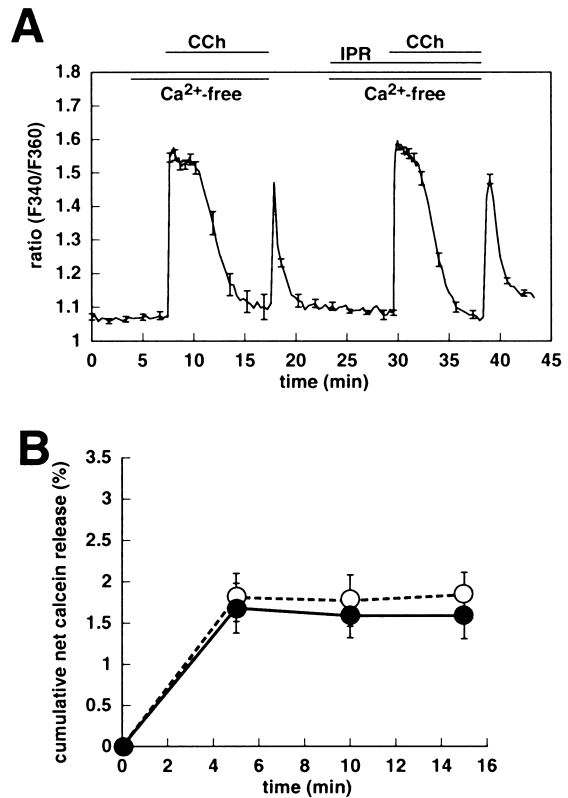 A
CCh
IPR
CCh
Ca2+-free
Ca2+-free
ratio (F340/F360)
1.8
1.7
1.6
1.5
1.4
1.3
1.2
1.1
1
0 5 10 15 20 25 30 35 40 45
time (min)
B
cumulative net calcein release (%)
3.5
3
2.5
2
1.5
1
0.5
0
0 2 4 6 8 10 12 14 16
time (min)